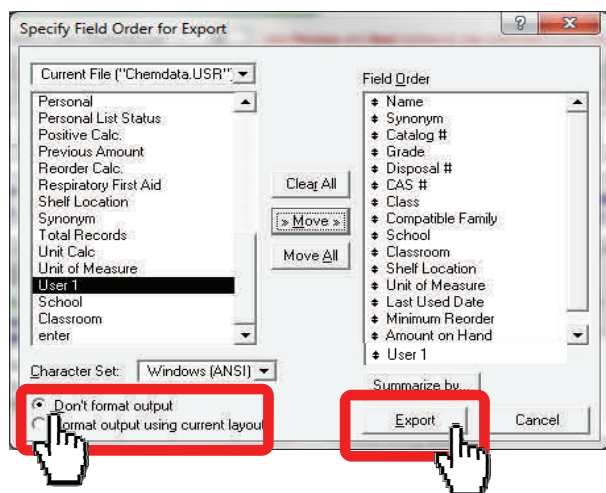 Specify Field Order for Export
Current File ("Chemdata.USR")
Personal
Personal List Status
Positive Calc.
Previous Amount
Reorder Calc.
Respiratory First Aid
Shelf Location
Synonym
Total Records
Unit Calc
Unit of Measure
User 1
School
Classroom
enter
Clear All
» Move »
Move All
Field Order
Name
Synonym
Catalog #
Grade
Disposal #
CAS #
Class
Compatible Family
School
Classroom
Shelf Location
Unit of Measure
Last Used Date
Minimum Reorder
Amount on Hand
User 1
Character Set: Windows (ANSI)
Don't format output
Format output using current layout
Summarize by...
Export
Cancel